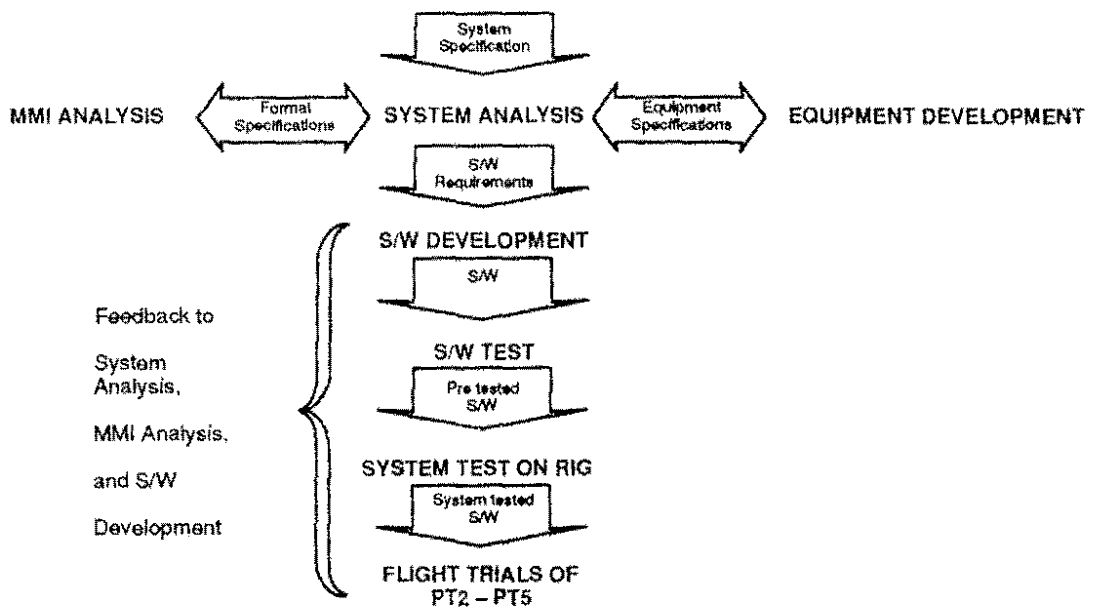 System
Specification
MMI ANALYSIS
Formal
Specifications
SYSTEM ANALYSIS
Equipment
Specifications
EQUIPMENT DEVELOPMENT
S/W
Requirements
S/W DEVELOPMENT
S/W
S/W TEST
Pre tested
S/W
SYSTEM TEST ON RIG
System tested
S/W
FLIGHT TRIALS OF
PT2 – PT5
Feedback to
System
Analysis,
MMI Analysis,
and S/W
Development